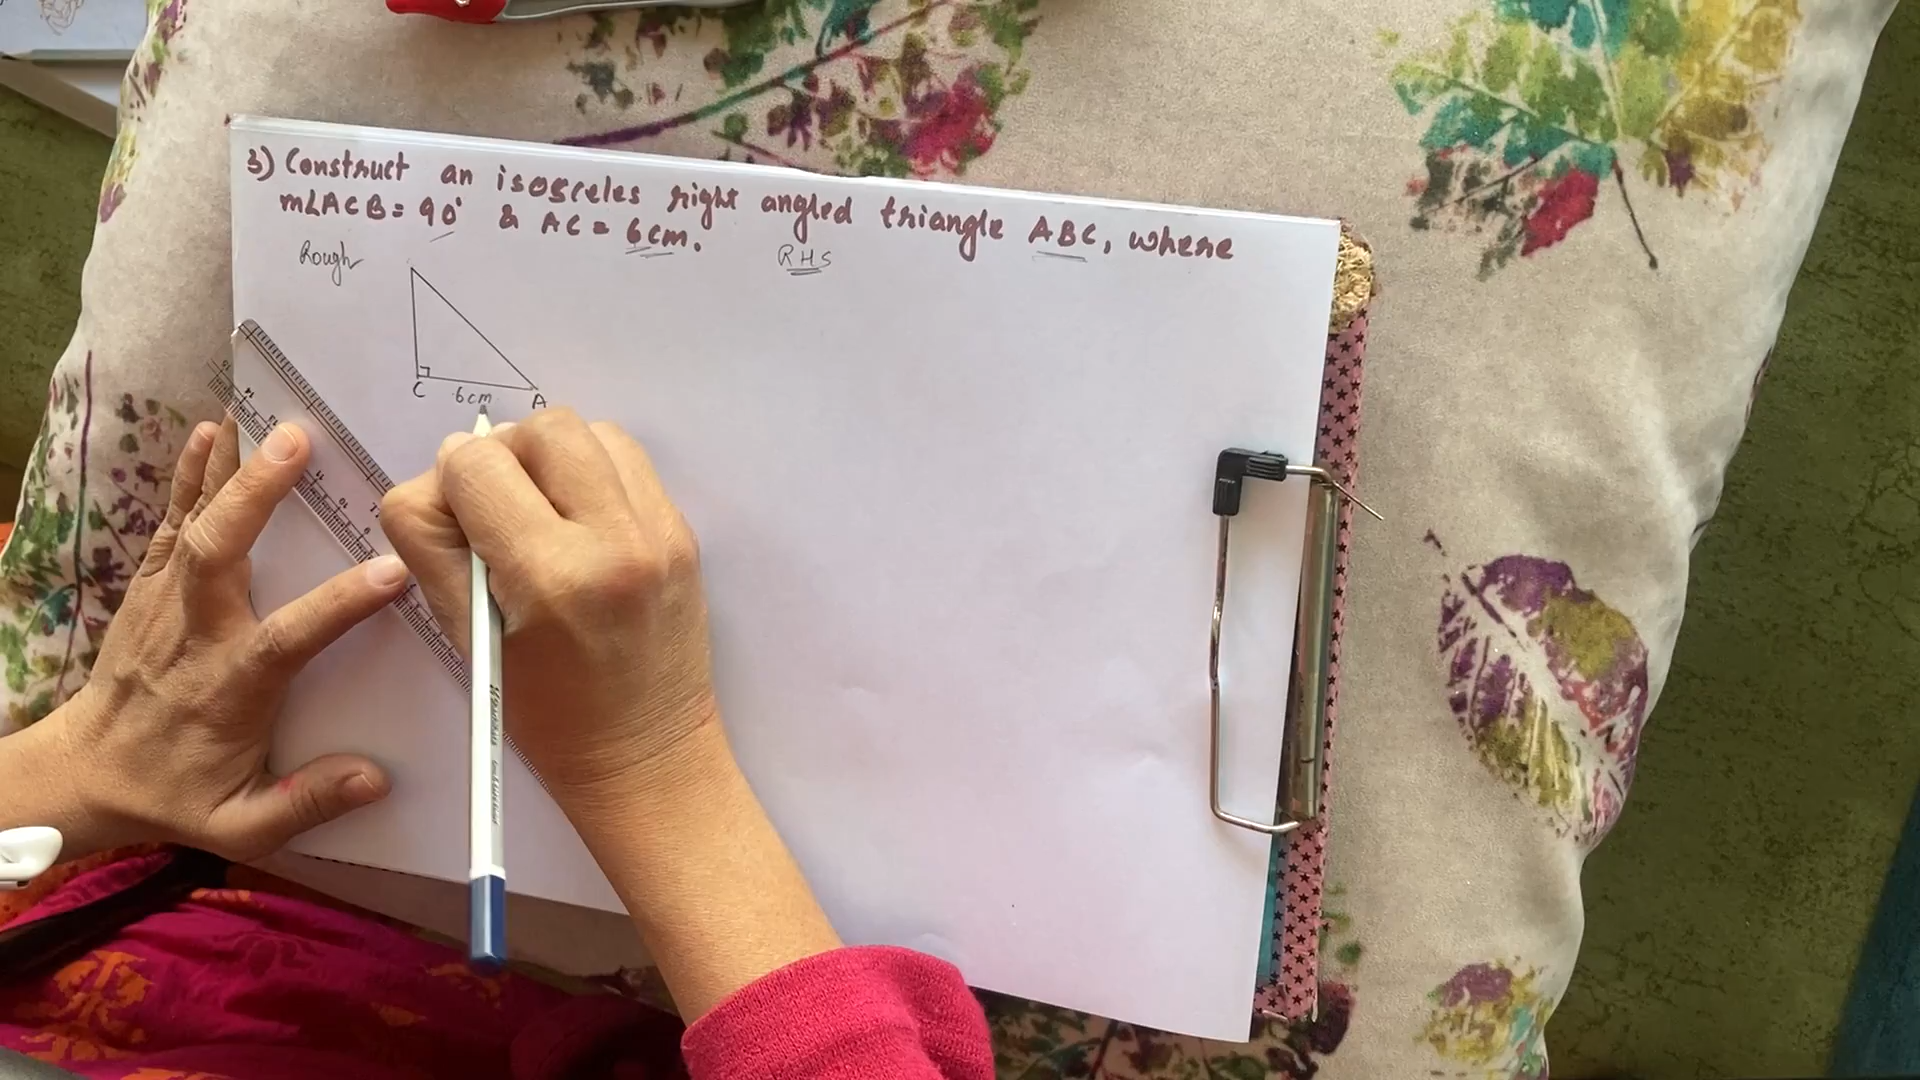 3) Construct an isosceles right angled triangle ABC, where
m∠ACB = 90° & AC = 6cm.
Rough
RHS
C 6cm A